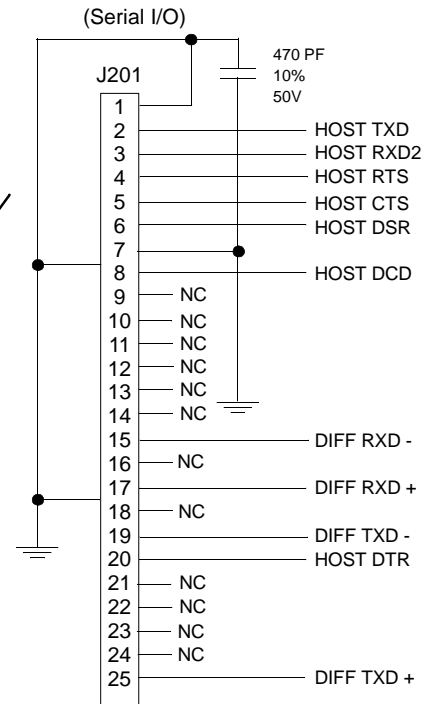 (Serial I/O)
470 PF
10%
50V
J201
1
2 HOST TXD
3 HOST RXD2
4 HOST RTS
5 HOST CTS
6 HOST DSR
7
8 HOST DCD
9 NC
10 NC
11 NC
12 NC
13 NC
14 NC
15 DIFF RXD -
16 NC
17 DIFF RXD +
18 NC
19 DIFF TXD -
20 HOST DTR
21 NC
22 NC
23 NC
24 NC
25 DIFF TXD +